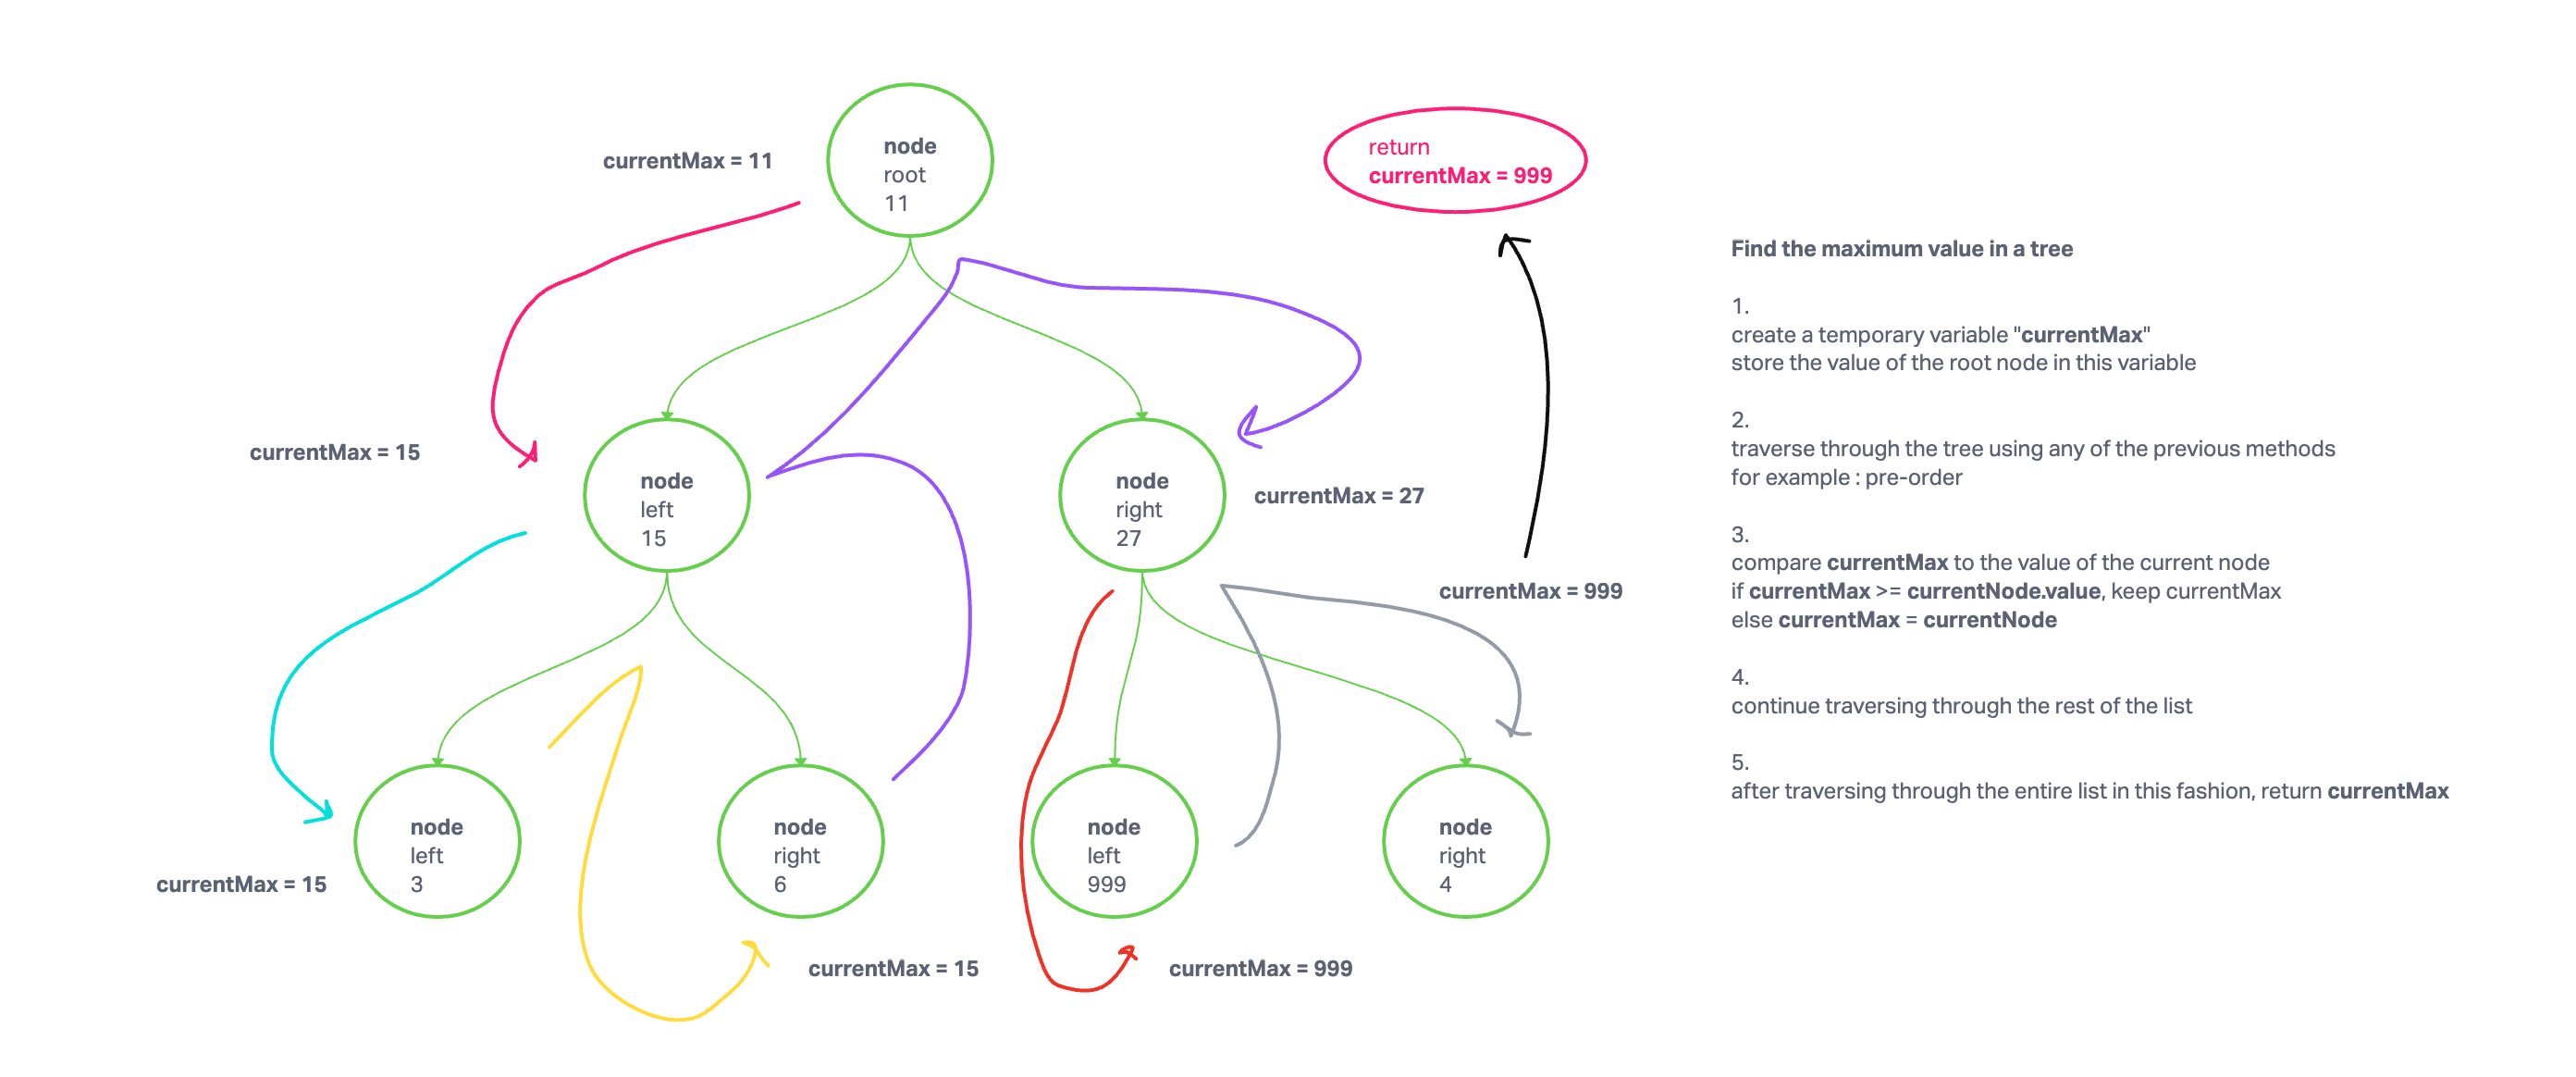 currentMax = 11
node
root
11
return
currentMax = 999
currentMax = 15
node
left
15
node
right
27
currentMax = 27
currentMax = 999
node
left
3
currentMax = 15
node
right
6
currentMax = 15
node
left
999
currentMax = 999
node
right
4
Find the maximum value in a tree
1.
create a temporary variable "currentMax"
store the value of the root node in this variable
2.
traverse through the tree using any of the previous methods
for example : pre-order
3.
compare currentMax to the value of the current node
if currentMax >= currentNode.value, keep currentMax
else currentMax = currentNode
4.
continue traversing through the rest of the list
5.
after traversing through the entire list in this fashion, return currentMax